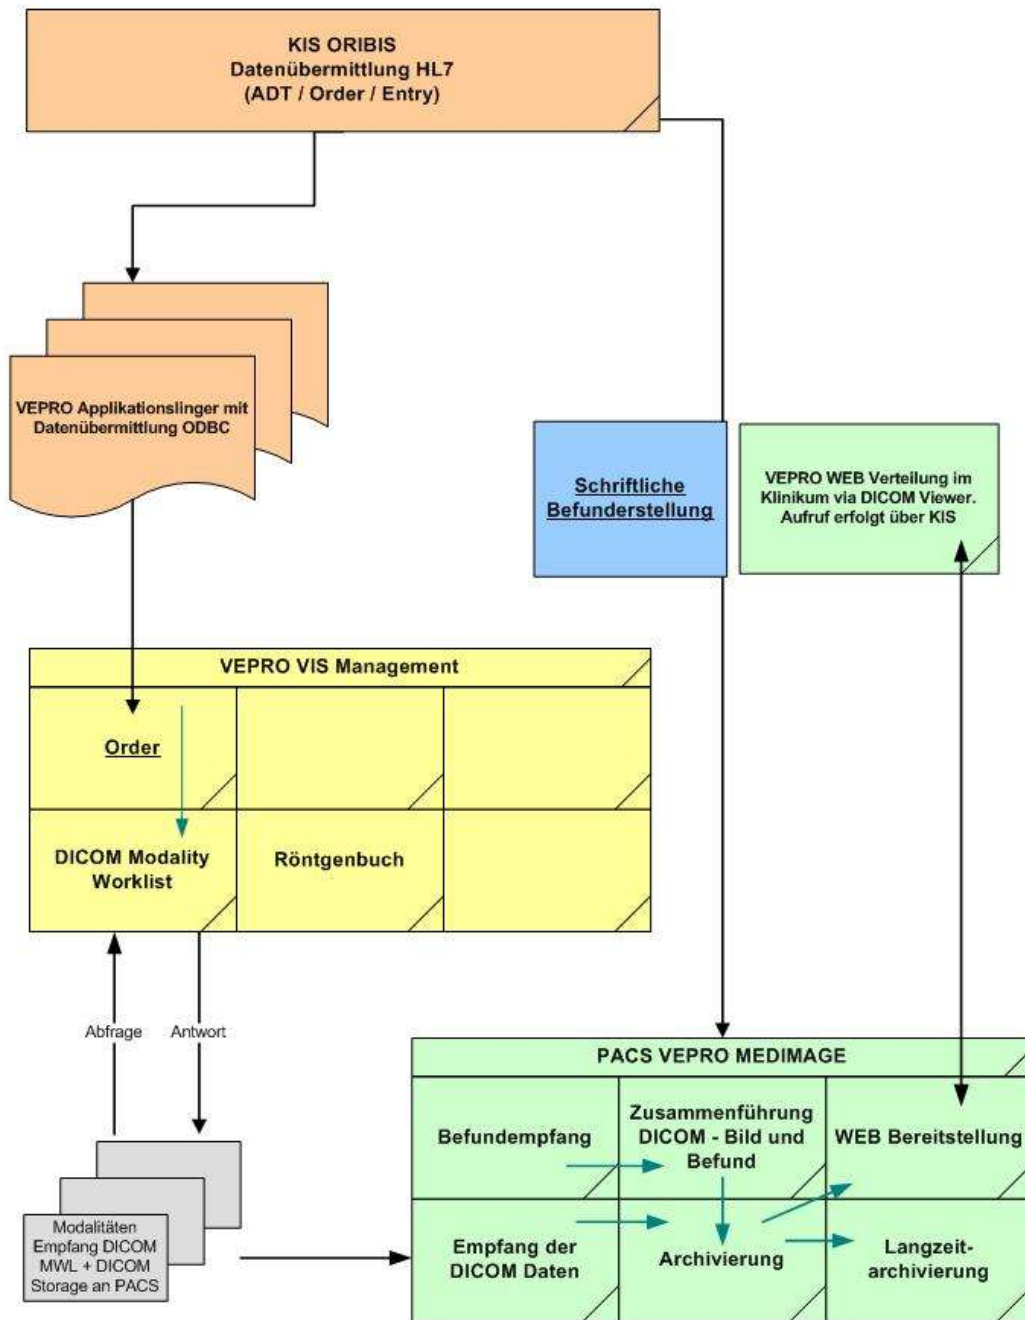 KIS ORIBIS
Datenübermittlung HL7
(ADT / Order / Entry)
VEPRO Applikationslinger mit
Datenübermittlung ODBC
Schriftliche
Befunderstellung
VEPRO WEB Verteilung im
Klinikum via DICOM Viewer.
Aufruf erfolgt über KIS
VEPRO VIS Management
Order
DICOM Modality
Worklist
Röntgenbuch
Abfrage
Antwort
Modalitäten
Empfang DICOM
MWL + DICOM
Storage an PACS
PACS VEPRO MEDIMAGE
Befundempfang
Zusammenführung
DICOM - Bild und
Befund
WEB Bereitstellung
Empfang der
DICOM Daten
Archivierung
Langzeit-
archivierung